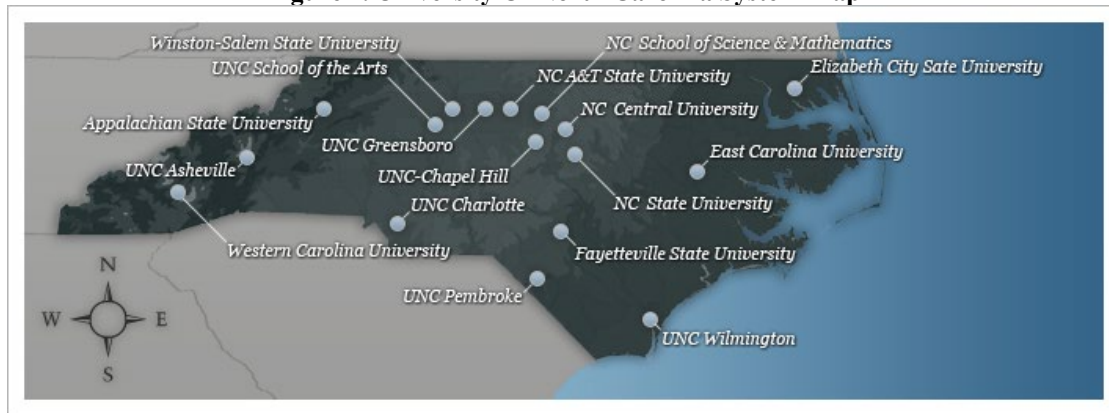 Winston-Salem State University
NC School of Science & Mathematics
UNC School of the Arts
NC A&T State University
Elizabeth City Sate University
Appalachian State University
NC Central University
UNC Greensboro
East Carolina University
UNC Asheville
UNC-Chapel Hill
UNC Charlotte
NC State University
Western Carolina University
Fayetteville State University
N
UNC Pembroke
W E
UNC Wilmington
S